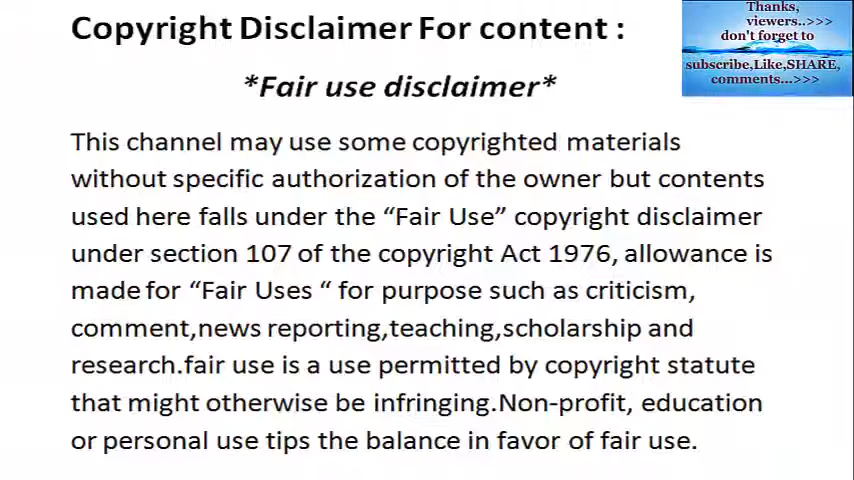 Copyright Disclaimer For content :
Thanks,
viewers..>>>
don't forget to
subscribe,Like,SHARE,
comments...>>>
*Fair use disclaimer*
This channel may use some copyrighted materials
without specific authorization of the owner but contents
used here falls under the “Fair Use” copyright disclaimer
under section 107 of the copyright Act 1976, allowance is
made for “Fair Uses “ for purpose such as criticism,
comment,news reporting,teaching,scholarship and
research.fair use is a use permitted by copyright statute
that might otherwise be infringing.Non-profit, education
or personal use tips the balance in favor of fair use.